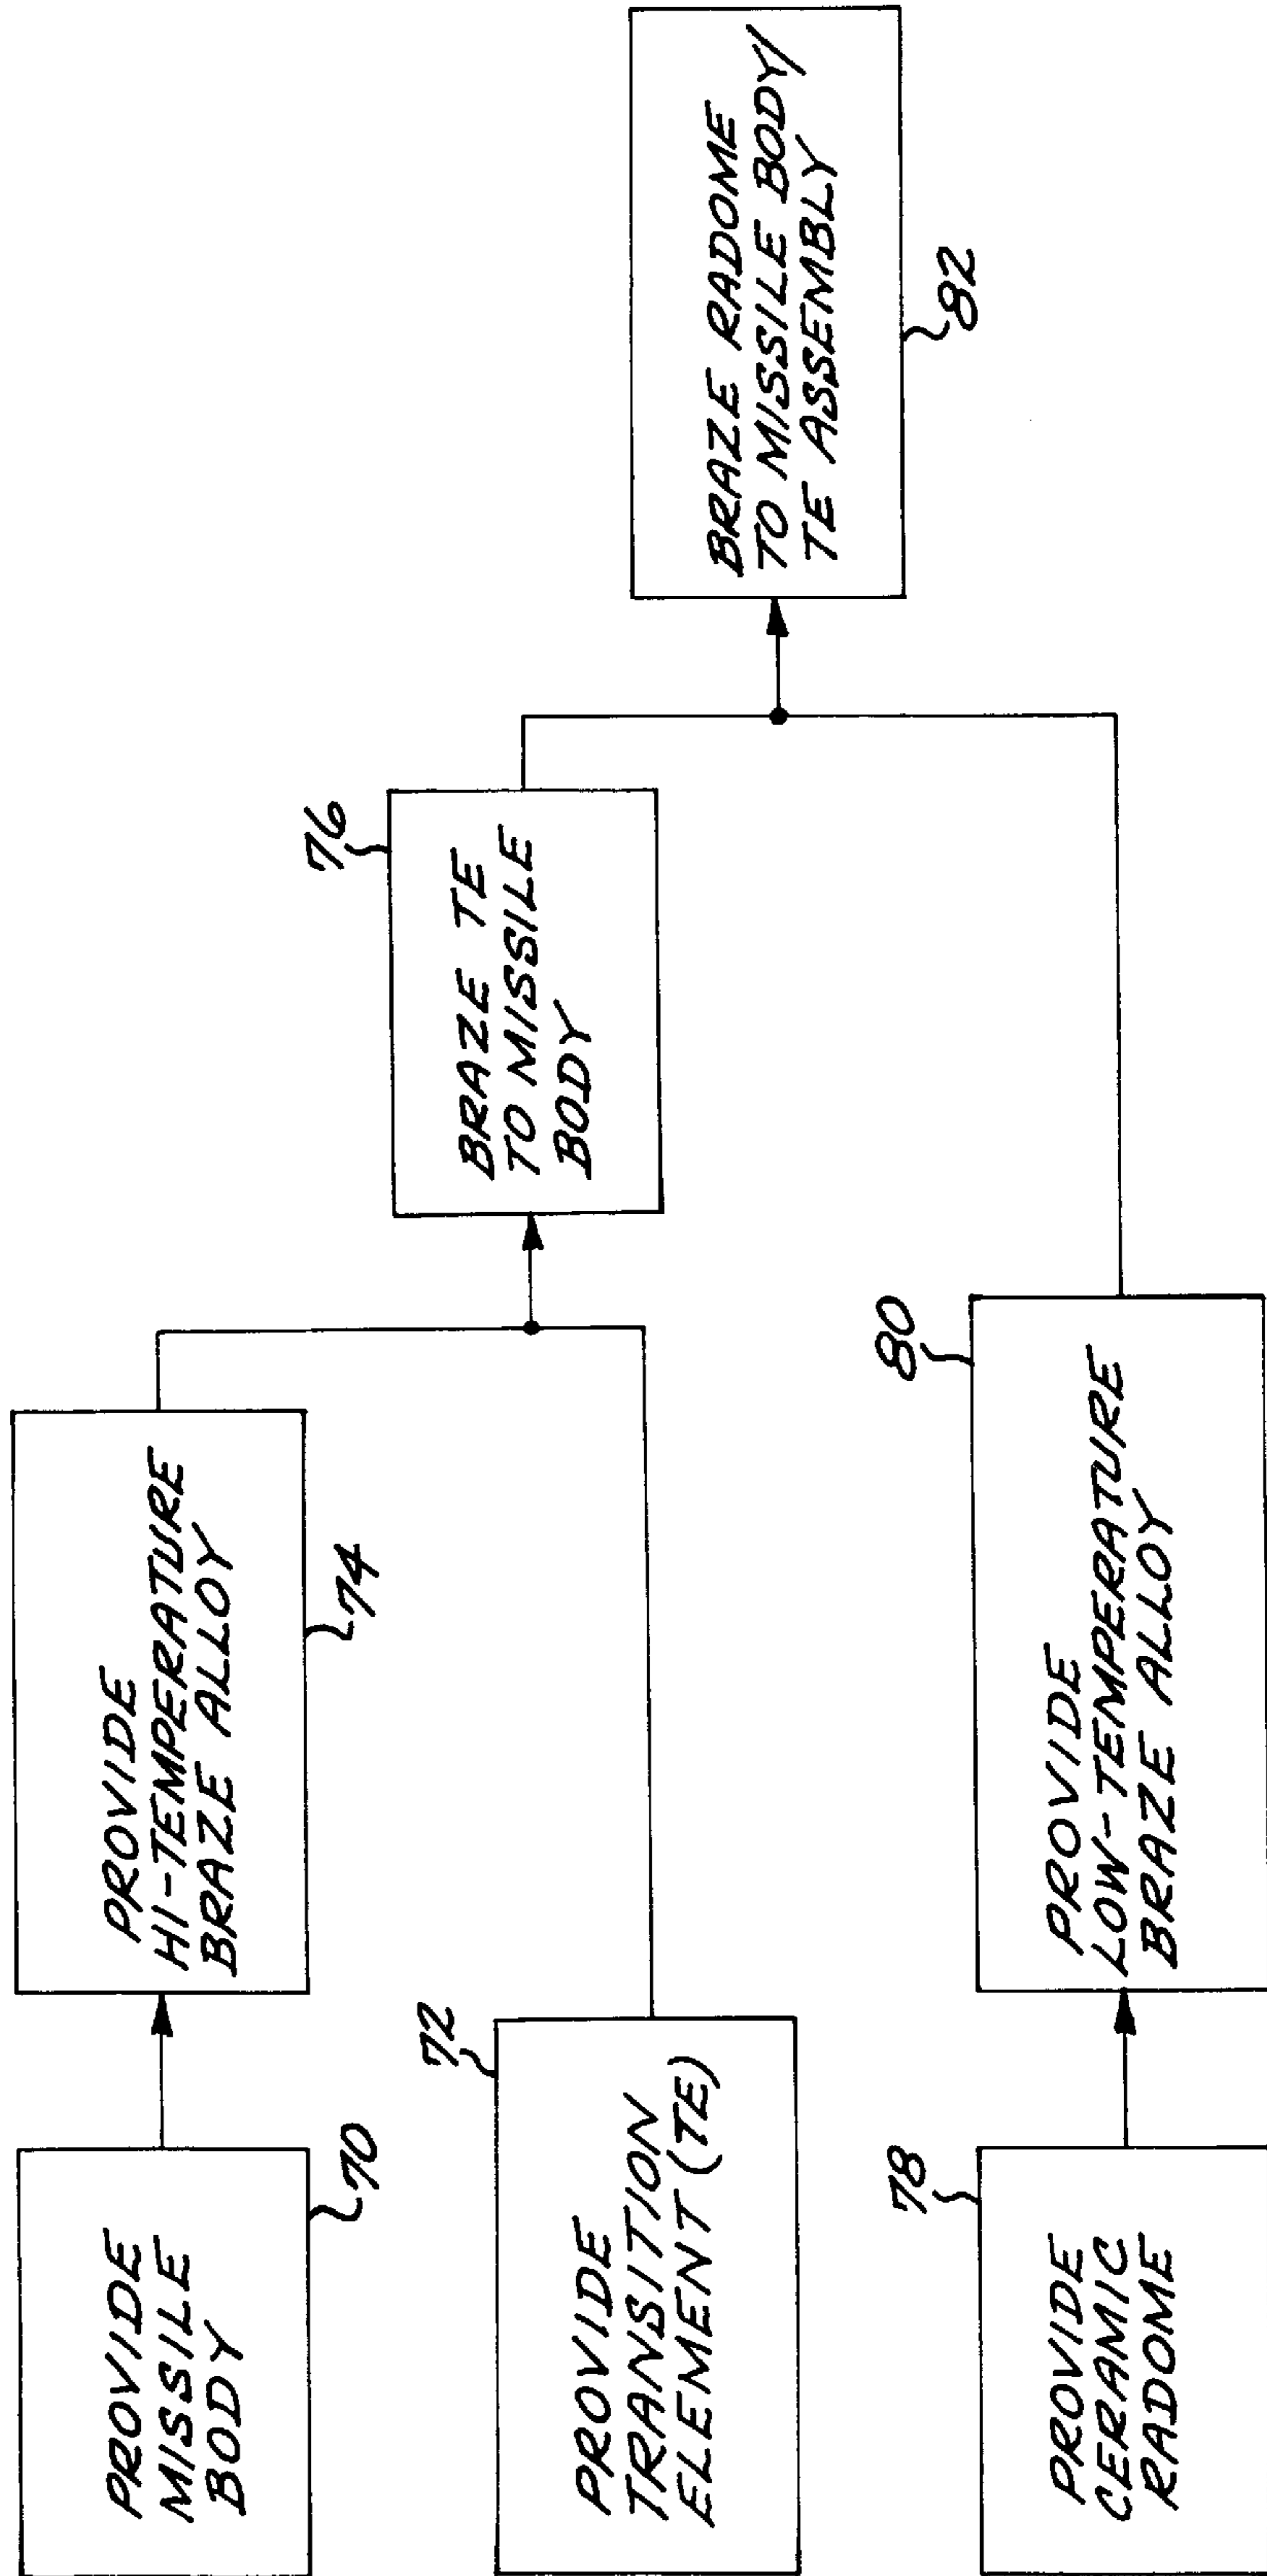 PROVIDE
MISSILE
BODY
70
PROVIDE
HI-TEMPERATURE
BRAZE ALLOY
74
PROVIDE
TRANSITION
ELEMENT (TE)
72
BRAZE TE
TO MISSILE
BODY
76
PROVIDE
CERAMIC
RADOME
78
PROVIDE
LOW-TEMPERATURE
BRAZE ALLOY
80
BRAZE RADOME
TO MISSILE BODY/
TE ASSEMBLY
82